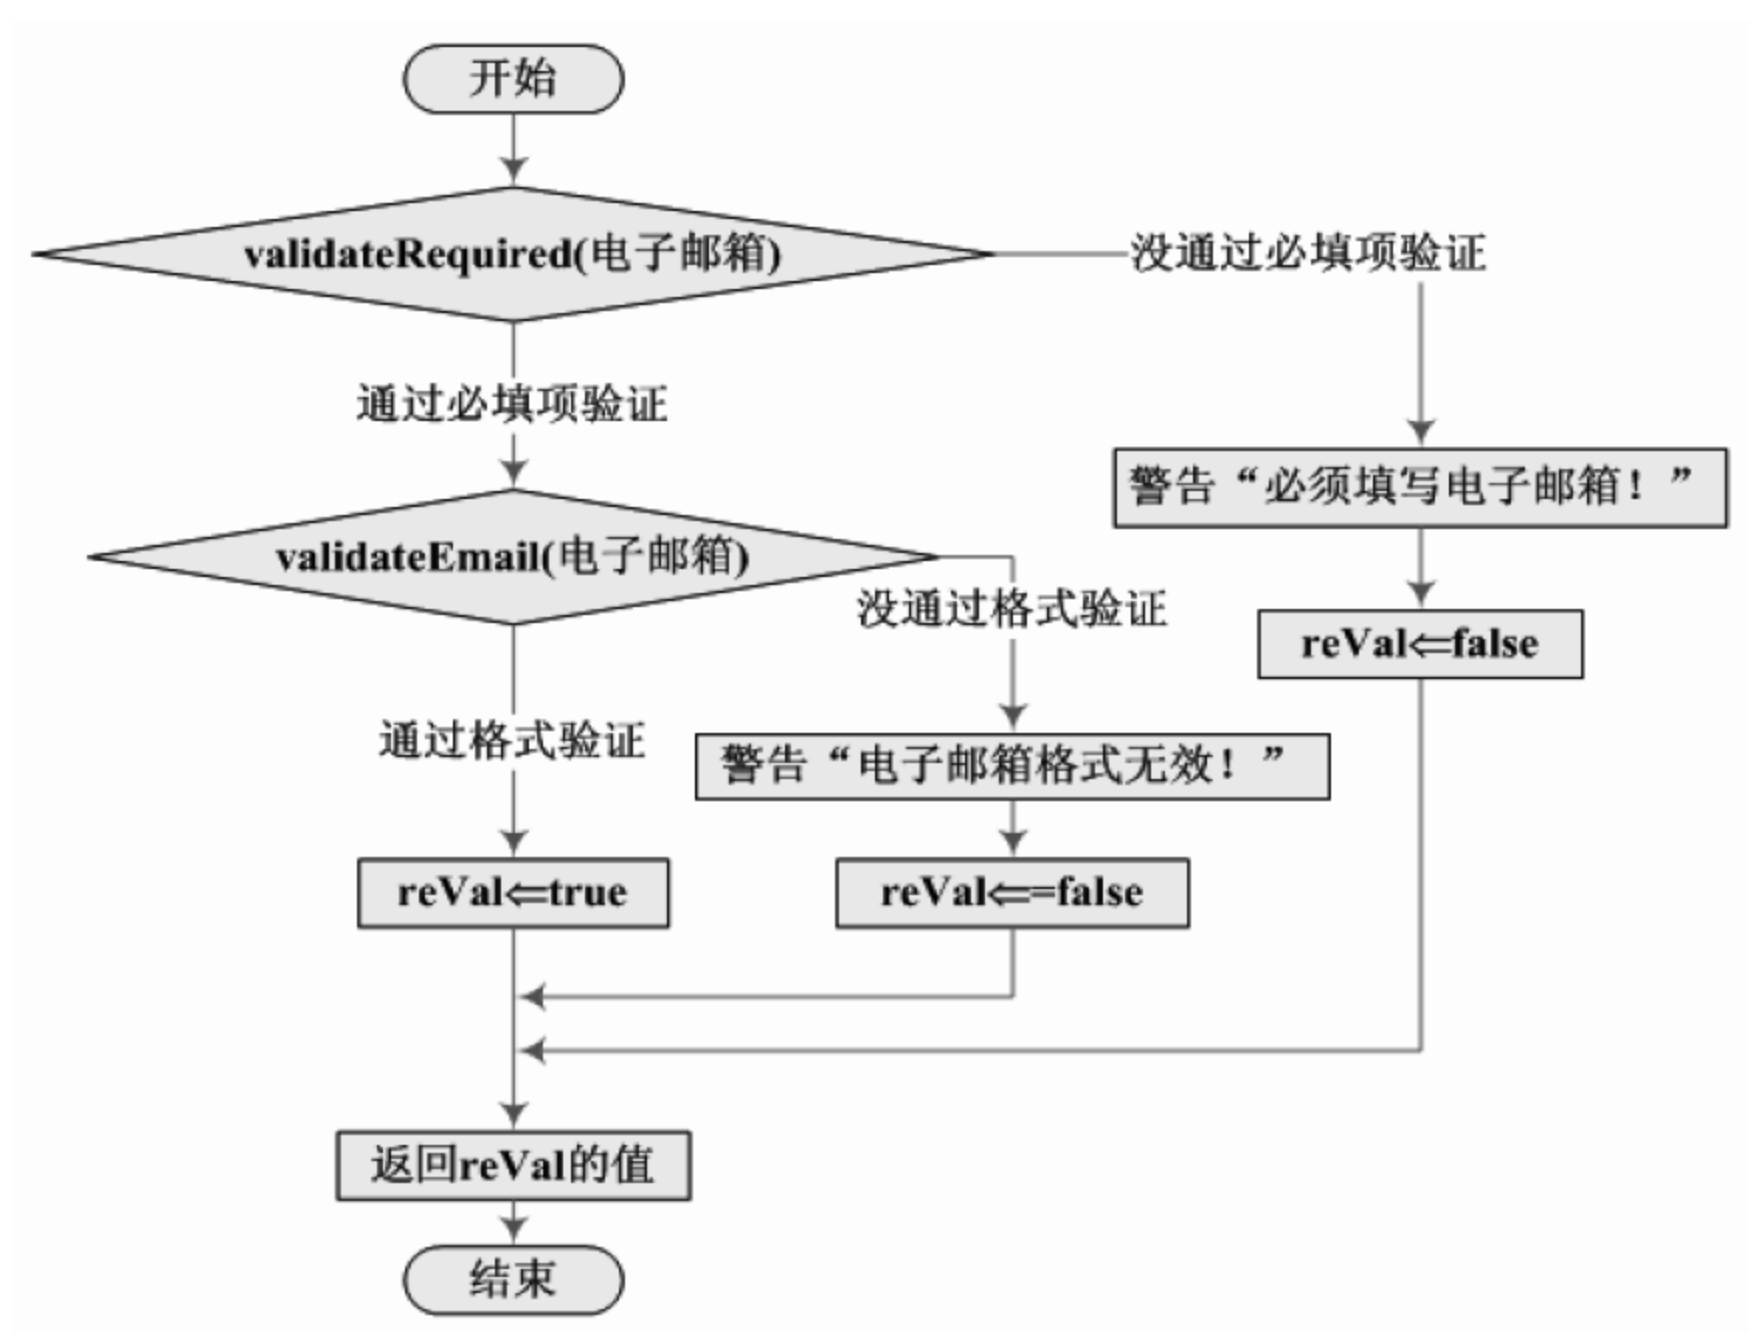 开始
validateRequired(电子邮箱)
没通过必填项验证
通过必填项验证
警告“必须填写电子邮箱！”
validateEmail(电子邮箱)
没通过格式验证
reVal⇐false
通过格式验证
警告“电子邮箱格式无效！”
reVal⇐true
reVal⇐=false
返回reVal的值
结束